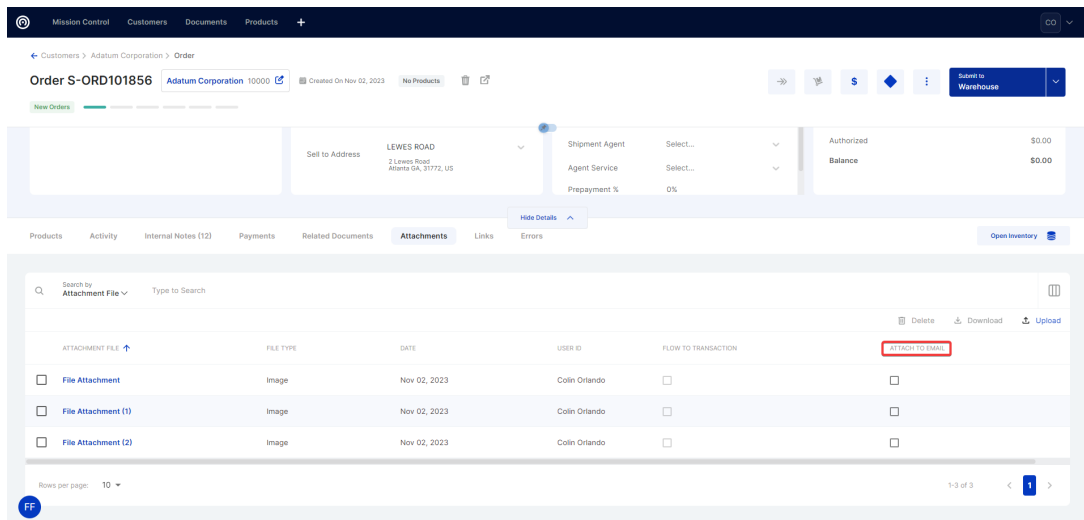 Mission Control Customers Documents Products + CO
← Customers > Adatum Corporation > Order
Order S-ORD101856 Adatum Corporation 10000 Created On Nov 02, 2023 No Products $ Submit to Warehouse
New Orders
Sell to Address LEWES ROAD
2 Lewes Road
Atlanta GA, 31772, US
Shipment Agent Select...
Agent Service Select...
Prepayment % 0%
Authorized $0.00
Balance $0.00
Hide Details
Products Activity Internal Notes (12) Payments Related Documents Attachments Links Errors Open Inventory
Search by
Attachment File Type to Search
Delete Download Upload
ATTACHMENT FILE FILE TYPE DATE USER ID FLOW TO TRANSACTION ATTACH TO EMAIL
File Attachment Image Nov 02, 2023 Colin Orlando
File Attachment (1) Image Nov 02, 2023 Colin Orlando
File Attachment (2) Image Nov 02, 2023 Colin Orlando
Rows per page: 10 1-3 of 3 < 1 >
FF